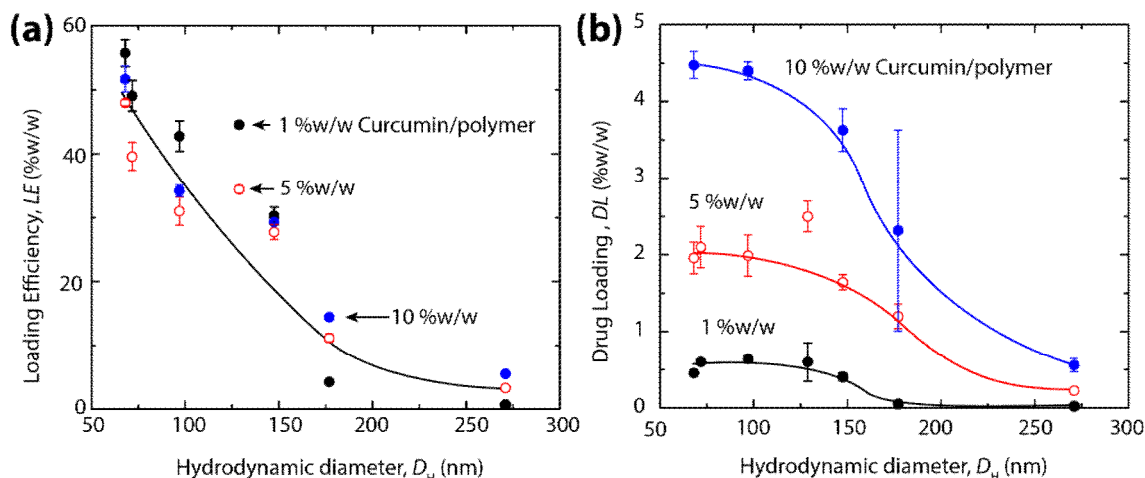 (a)
60
40
20
0
Loading Efficiency, LE (%w/w)
1 %w/w Curcumin/polymer
5 %w/w
10 %w/w
50 100 150 200 250 300
Hydrodynamic diameter, D_H (nm)
(b)
5
4
3
2
1
0
Drug Loading , DL (%w/w)
10 %w/w Curcumin/polymer
5 %w/w
1 %w/w
50 100 150 200 250 300
Hydrodynamic diameter, D_H (nm)